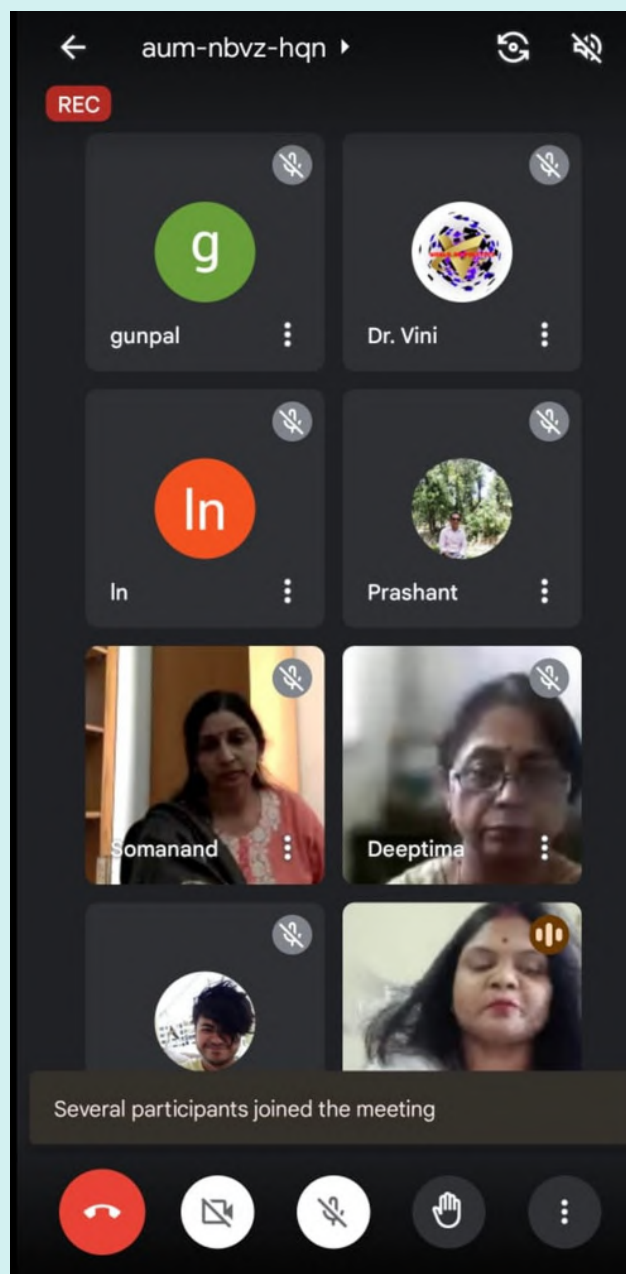 aum-nbvz-hqn
REC
g
gunpal
Dr. Vini
In
In
Prashant
Somanand
Deeptima
Several participants joined the meeting